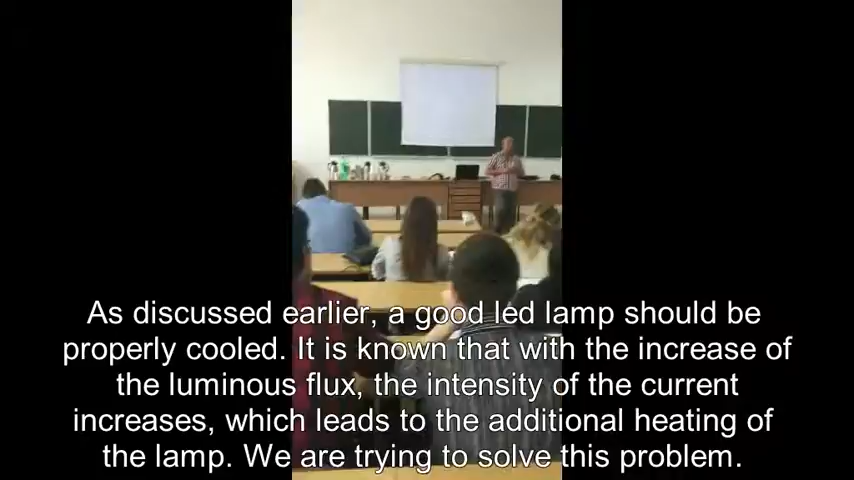 As discussed earlier, a good led lamp should be
properly cooled. It is known that with the increase of
the luminous flux, the intensity of the current
increases, which leads to the additional heating of
the lamp. We are trying to solve this problem.